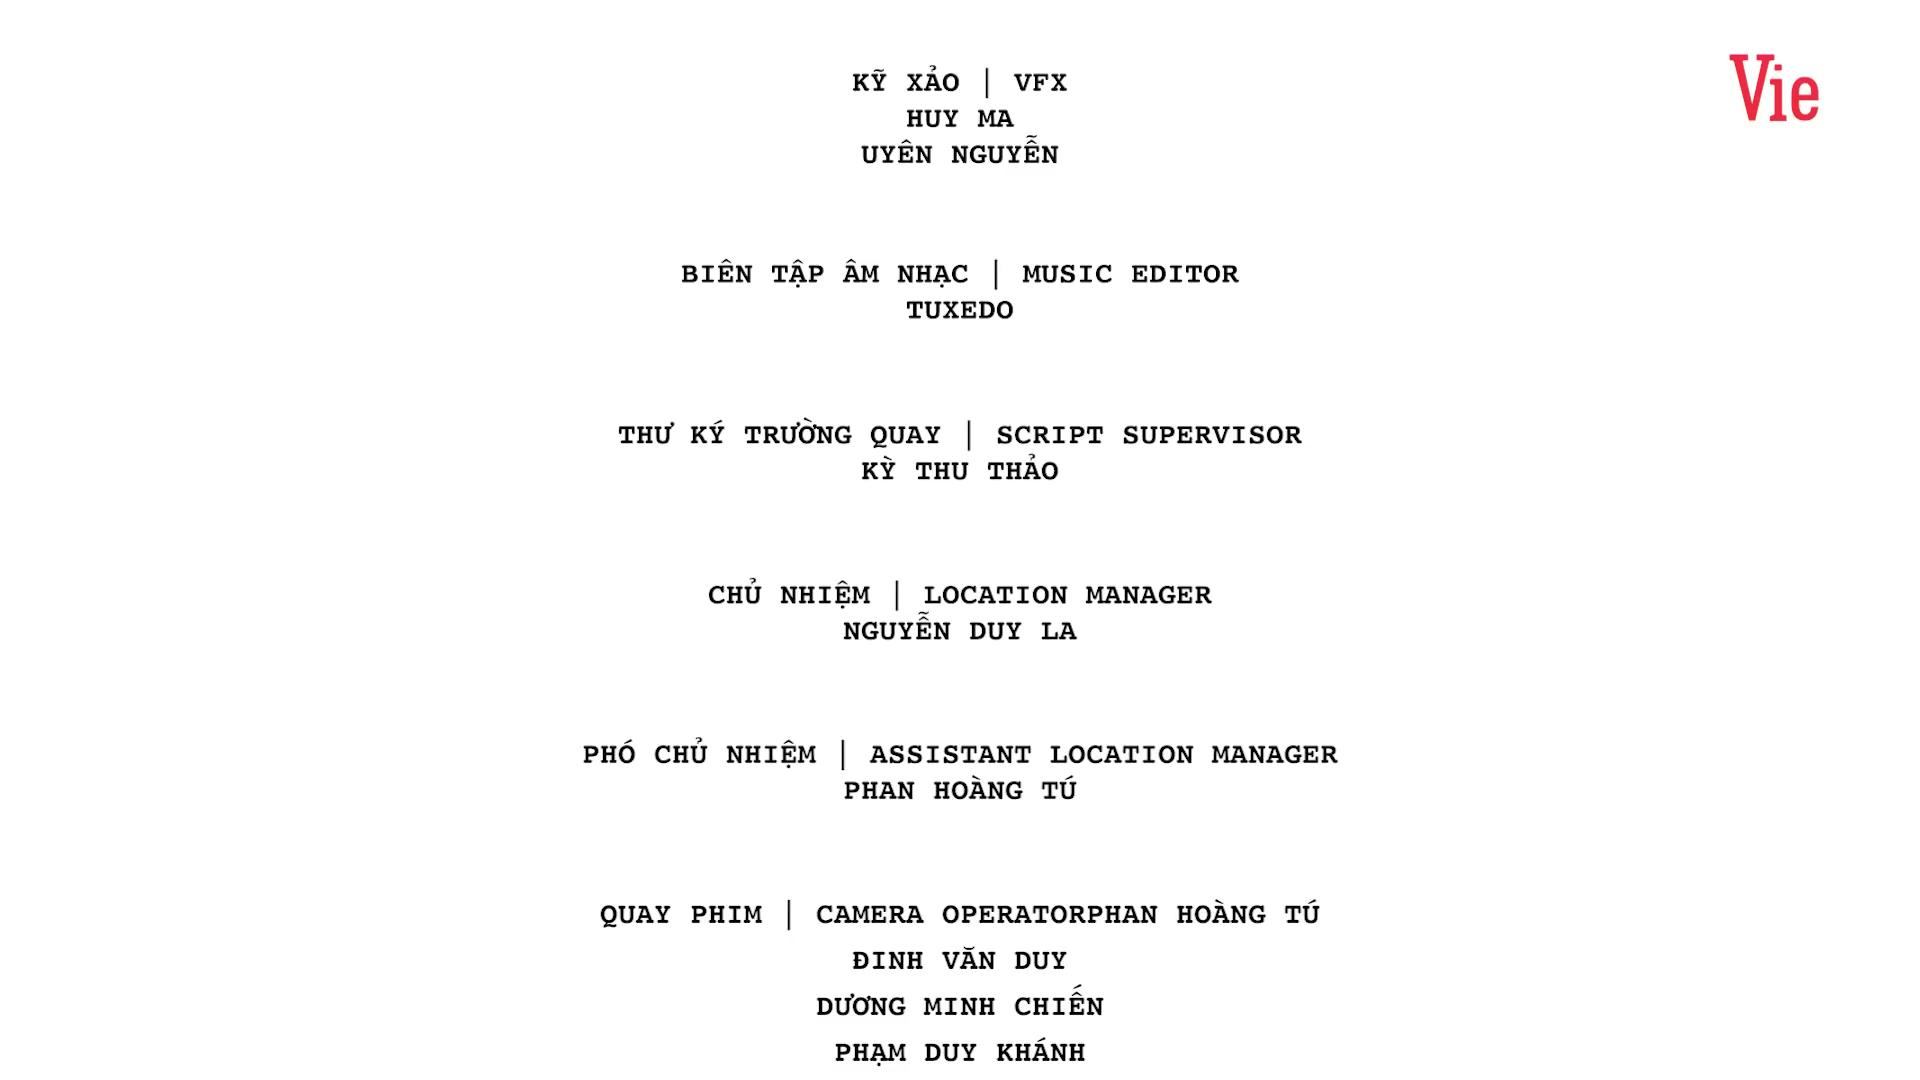 KỸ XẢO | VFX
Vie
HUY MA
UYÊN NGUYỄN
BIÊN TẬP ÂM NHẠC | MUSIC EDITOR
TUXEDO
THƯ KÝ TRƯỜNG QUAY | SCRIPT SUPERVISOR
KỲ THU THẢO
CHỦ NHIỆM | LOCATION MANAGER
NGUYỄN DUY LA
PHÓ CHỦ NHIỆM | ASSISTANT LOCATION MANAGER
PHAN HOÀNG TÚ
QUAY PHIM | CAMERA OPERATORPHAN HOÀNG TÚ
ĐINH VĂN DUY
DƯƠNG MINH CHIẾN
PHẠM DUY KHÁNH